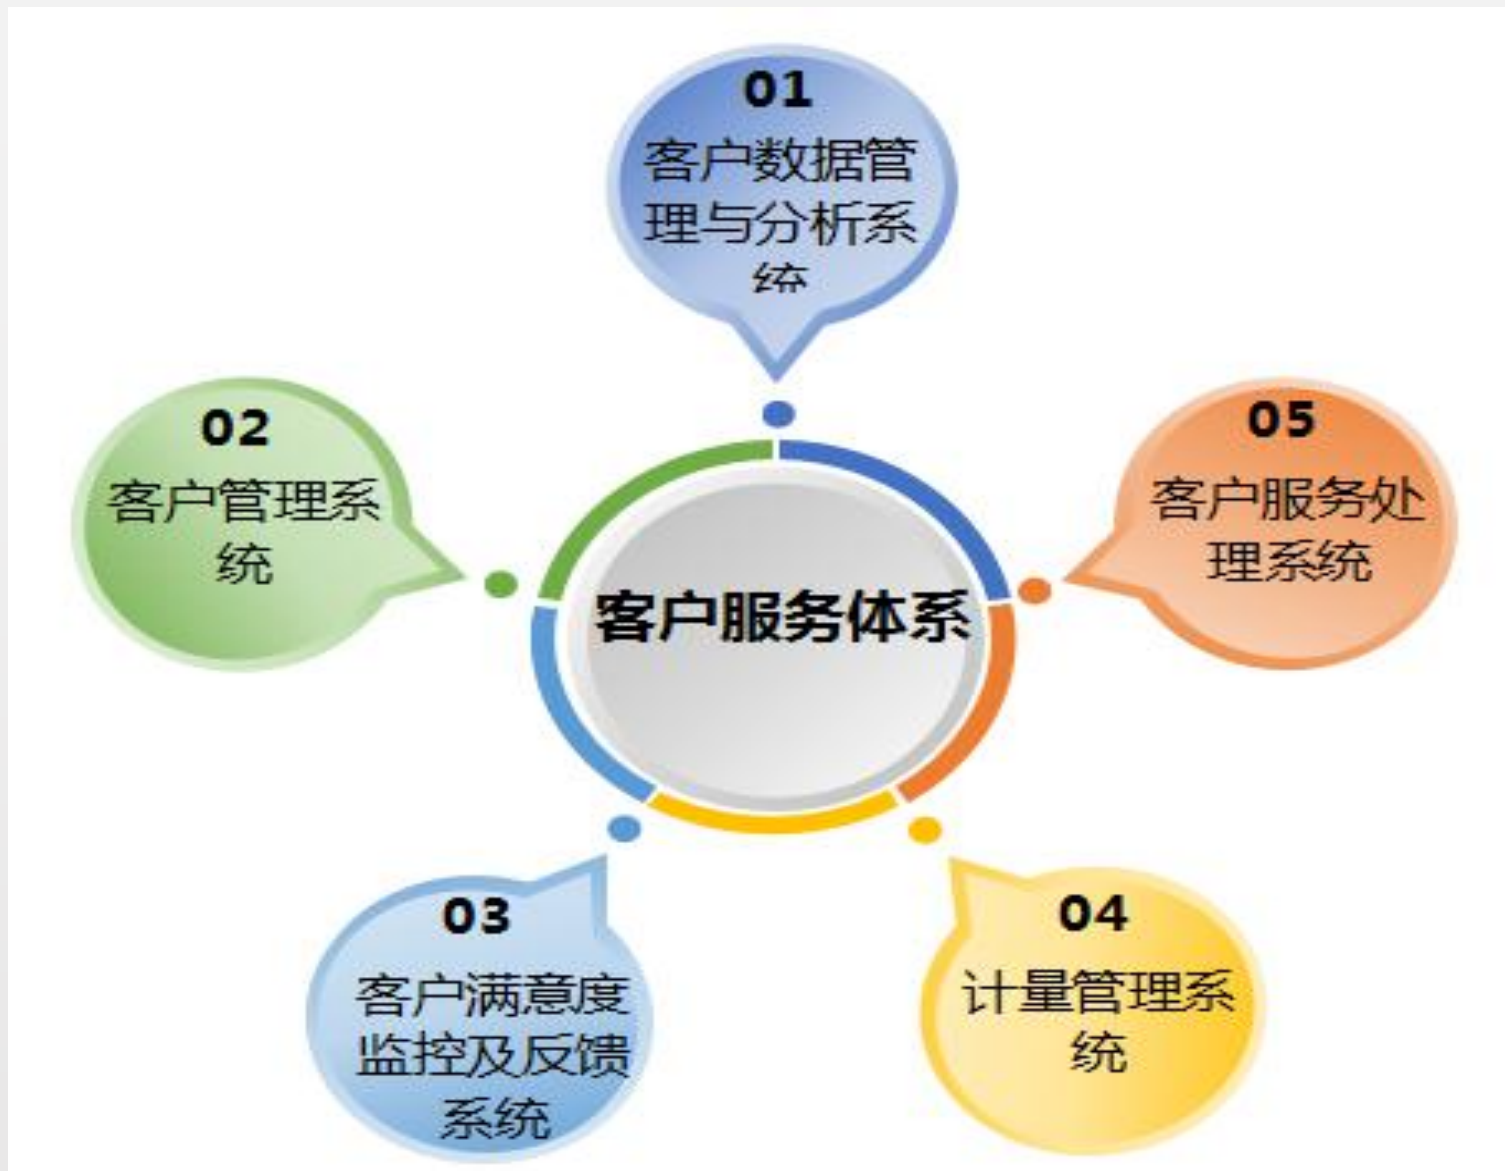 01
客户数据管
理与分析系
统
02
客户管理系
统
05
客户服务处
理系统
客户服务体系
03
客户满意度
监控及反馈
系统
04
计量管理系
统